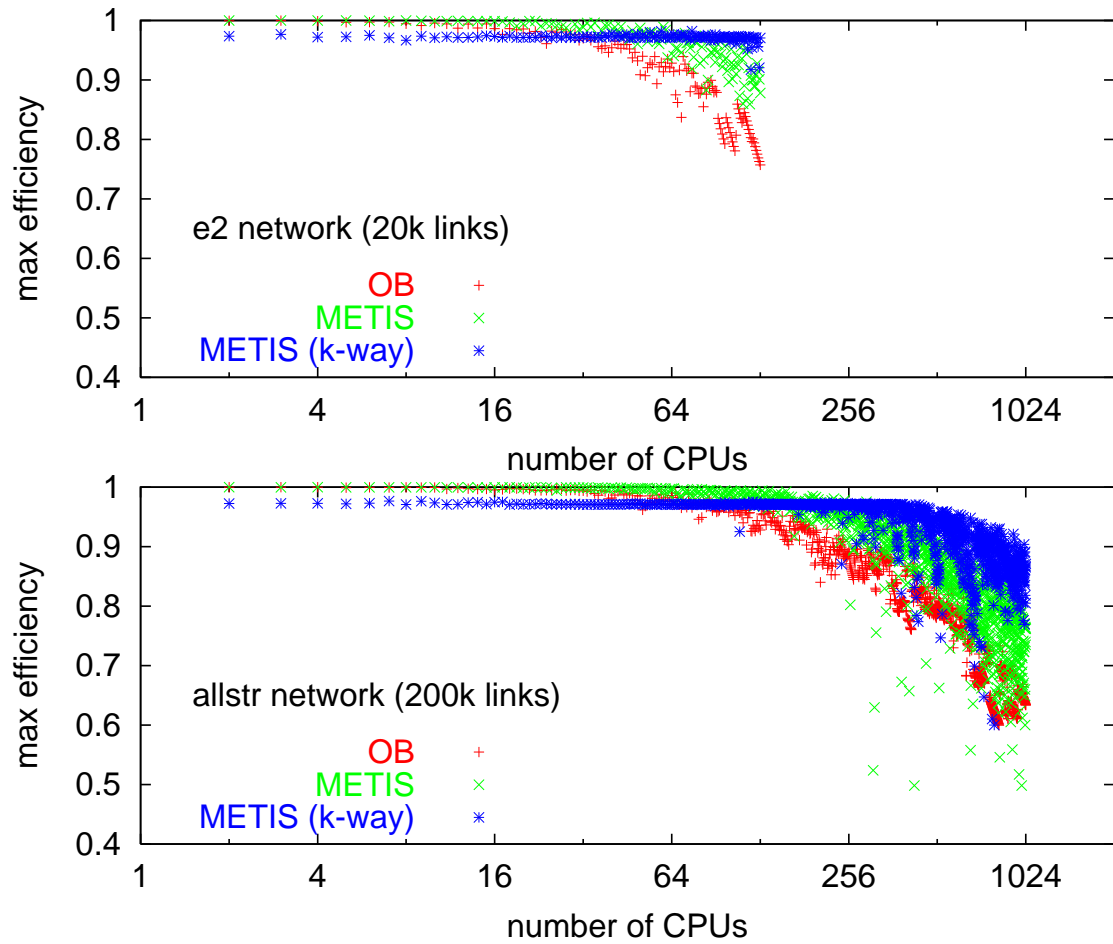 max efficiency
1
0.9
0.8
0.7
0.6
0.5
0.4
e2 network (20k links)
OB
METIS
METIS (k-way)
1 4 16 64 256 1024
number of CPUs
max efficiency
1
0.9
0.8
0.7
0.6
0.5
0.4
allstr network (200k links)
OB
METIS
METIS (k-way)
1 4 16 64 256 1024
number of CPUs